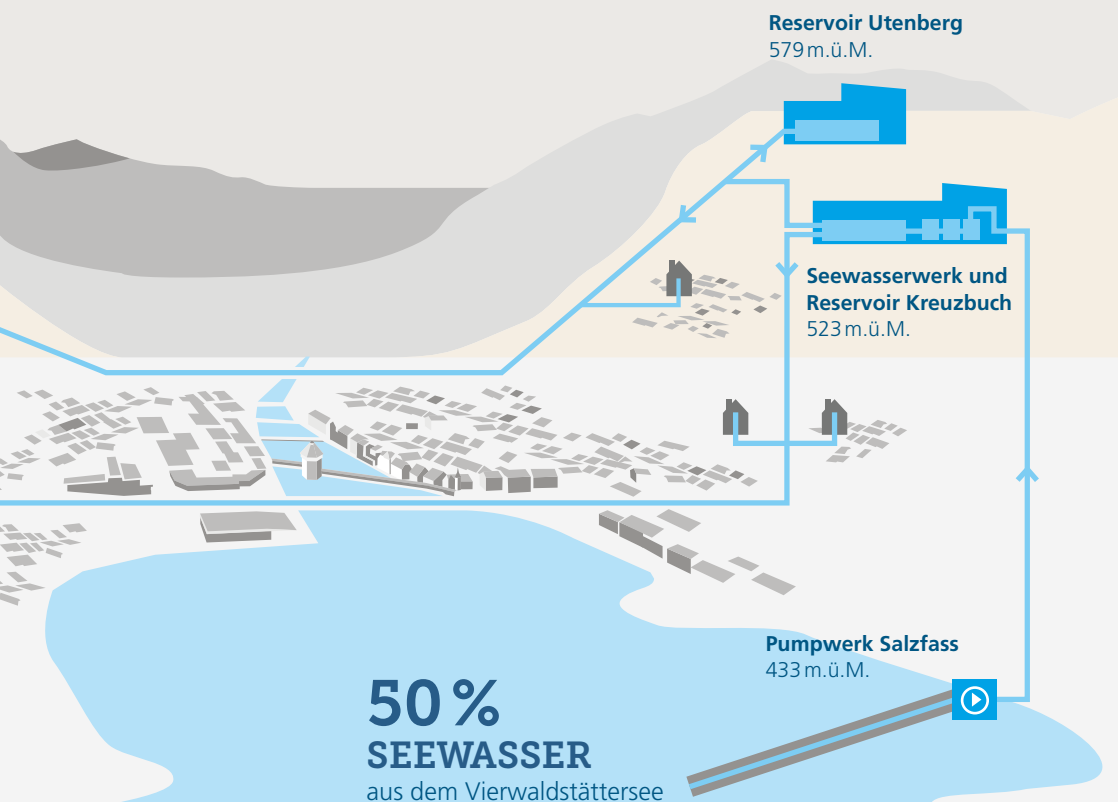 Reservoir Utenberg
579 m.ü.M.
Seewasserwerk und
Reservoir Kreuzbuch
523 m.ü.M.
Pumpwerk Salzfass
433 m.ü.M.
50 %
SEEWASSER
aus dem Vierwaldstättersee